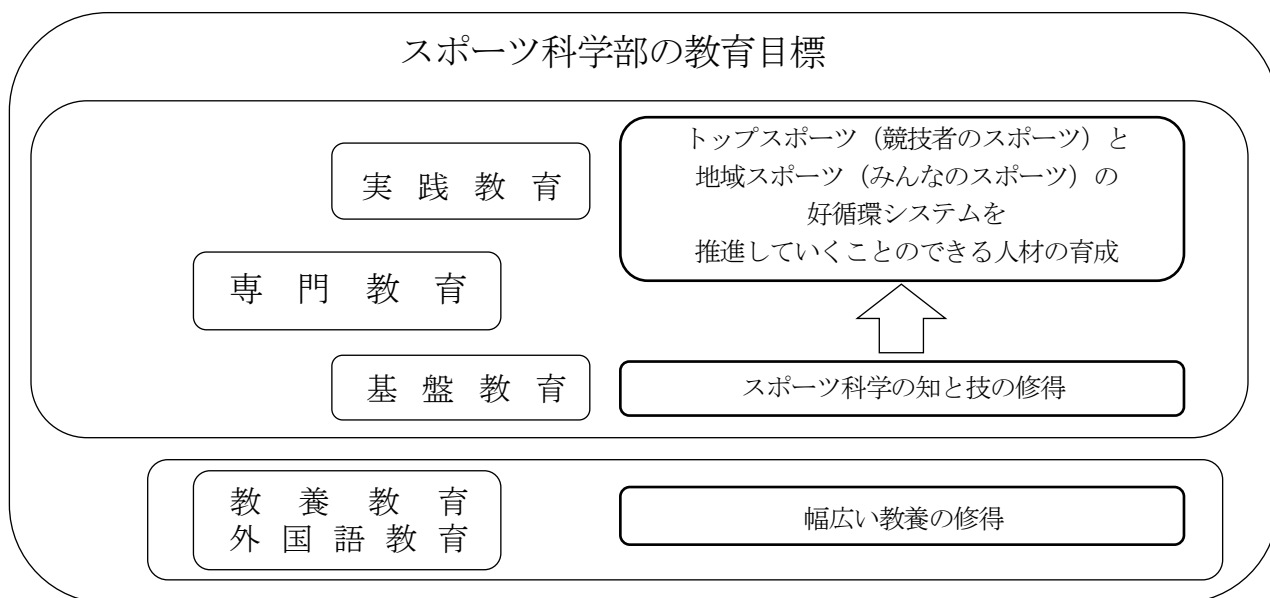 スポーツ科学部の教育目標
実践教育
トップスポーツ（競技者のスポーツ）と
地域スポーツ（みんなのスポーツ）の
好循環システムを
推進していくことのできる人材の育成
専門教育
基盤教育
スポーツ科学の知と技の修得
教養教育
外国語教育
幅広い教養の修得